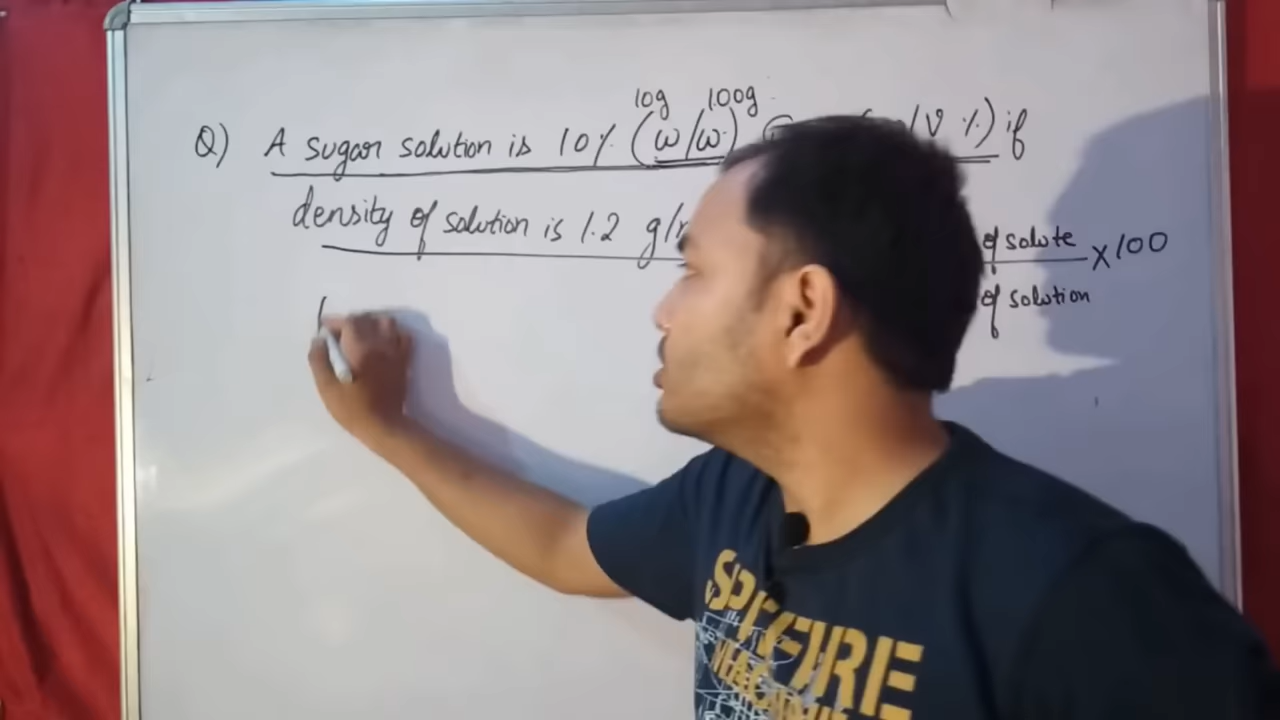 10g 100g
Q) A sugar solution is 10% (w/w) /V %) if
density of solution is 1.2 g/
of solute × 100
of solution
SPITFIRE